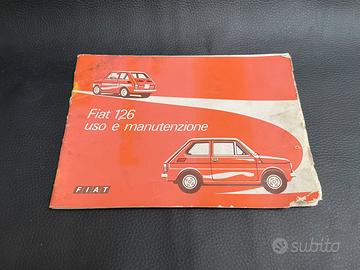 Fiat 126
uso e manutenzione
FIAT
subito